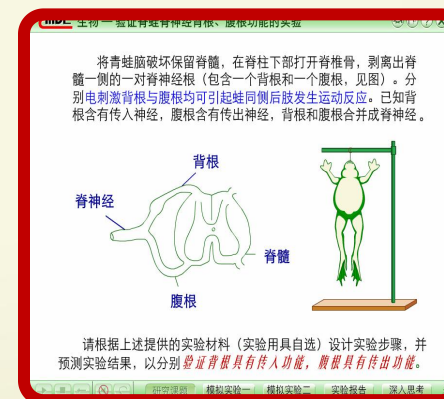 生物 — 验证脊蛙脊神经背根、腹根功能的实验
将青蛙脑破坏保留脊髓，在脊柱下部打开脊椎骨，剥离出脊
髓一侧的一对脊神经根（包含一个背根和一个腹根，见图）。分
别电刺激背根与腹根均可引起蛙同侧后肢发生运动反应。已知背
根含有传入神经，腹根含有传出神经，背根和腹根合并成脊神经。
背根
脊神经
脊髓
腹根
请根据上述提供的实验材料（实验用具自选）设计实验步骤，并
预测实验结果，以分别验证背根具有传入功能，腹根具有传出功能。
研究课题 模拟实验一 模拟实验二 实验报告 深入思考